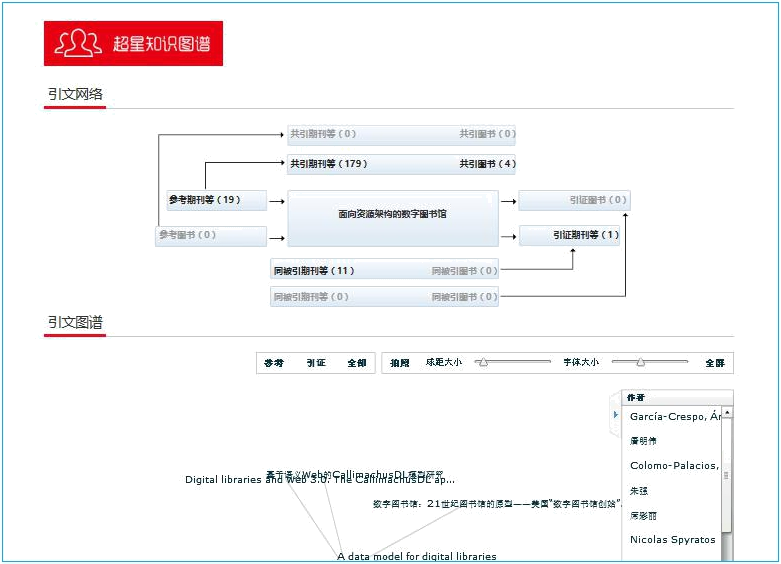 超星知识图谱
引文网络
共引期刊等（0） 共引图书（0）
共引期刊等（179） 共引图书（4）
参考期刊等（19）
面向资源架构的数字图书馆
引证图书（0）
参考图书（0）
引证期刊等（1）
同被引期刊等（11） 同被引图书（0）
同被引期刊等（0） 同被引图书（0）
引文图谱
参考 引证 全部 拍照 球距大小 字体大小 全屏
作者
García-Crespo, Án
唐明伟
Colomo-Palacios,
朱强
席彩丽
Nicolas Spyratos
基于语义Web的CallimachusDL模型研究
Digital libraries and web 3.0. The CallimachusDL ap...
数字图书馆：21世纪图书馆的原型——美国“数字图书馆创始”.
A data model for digital libraries